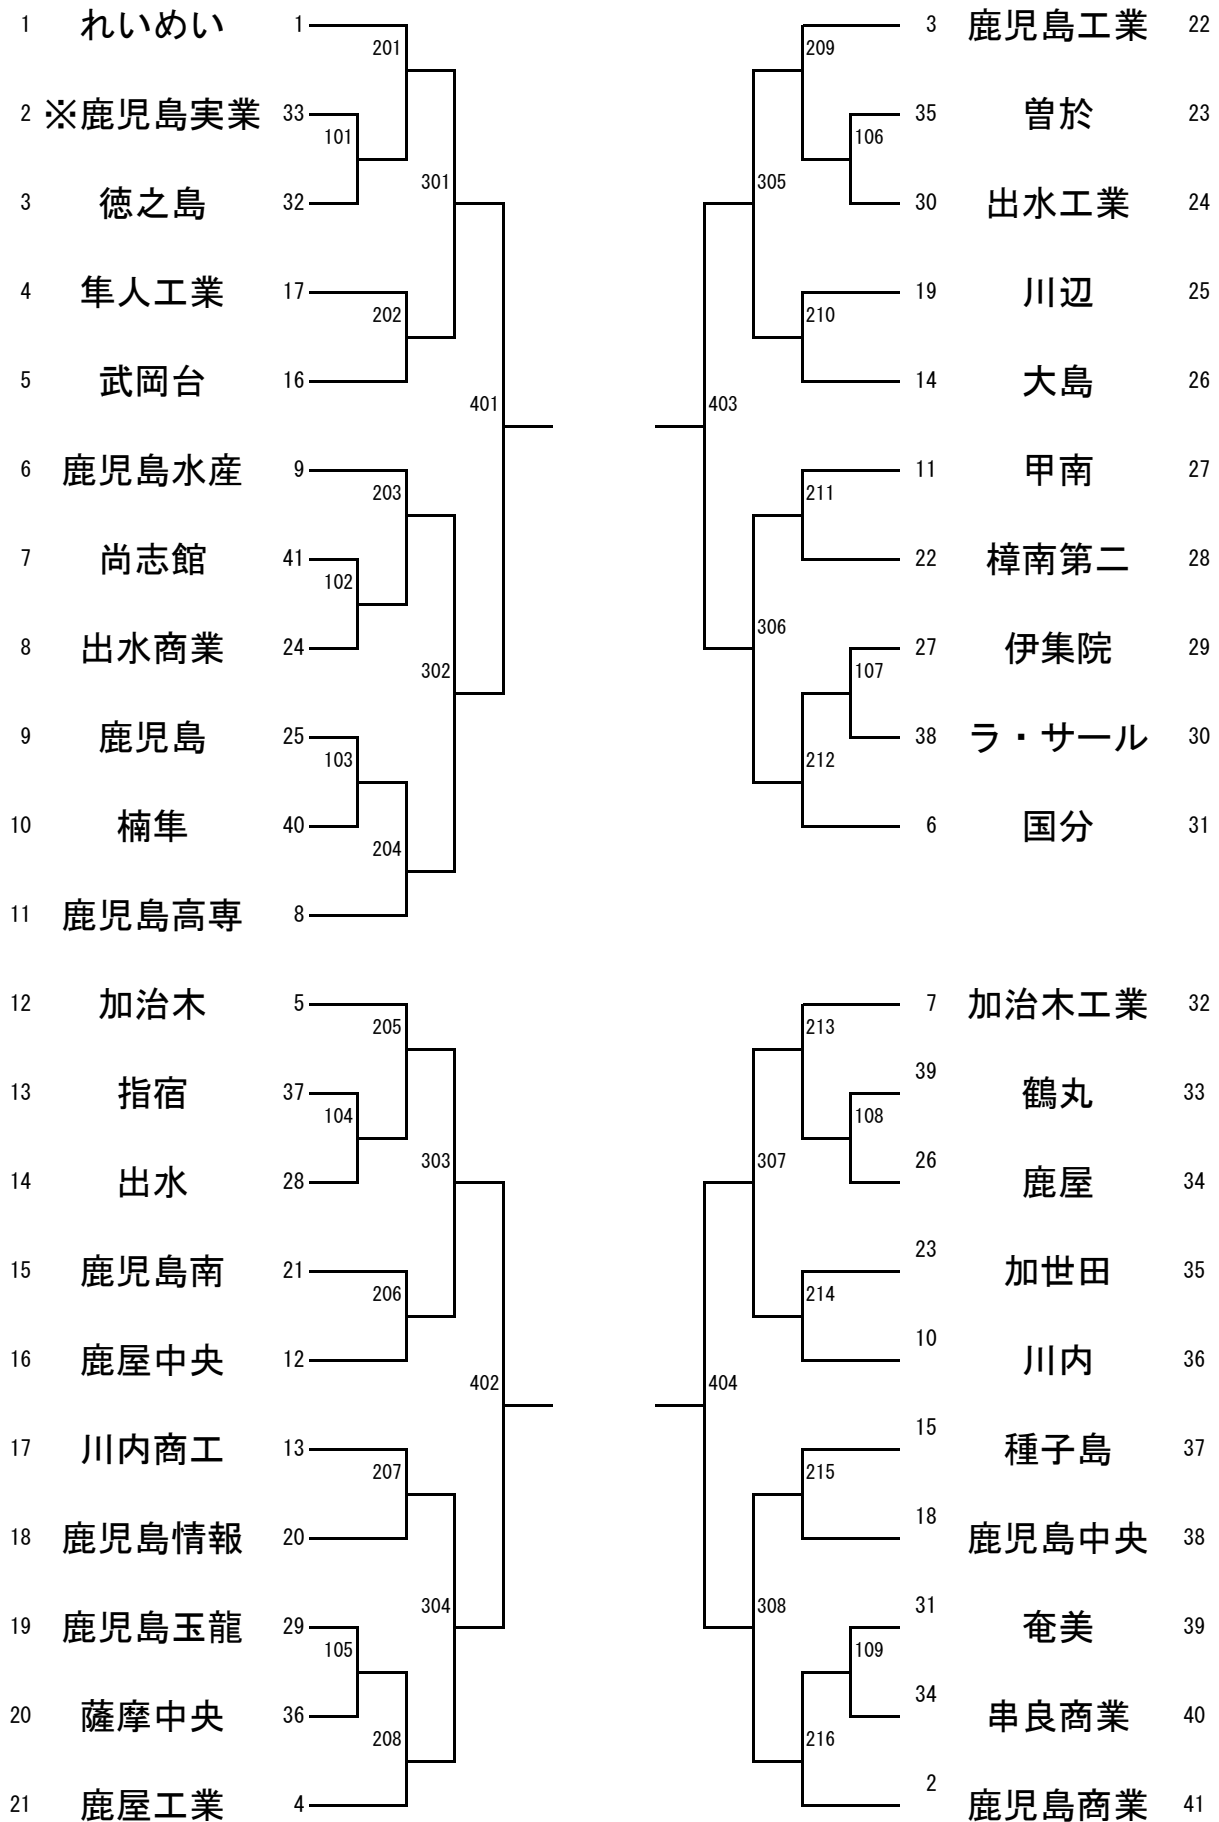 1 れいめい 1
201
2 ※鹿児島実業 33
101
3 徳之島 32
301
4 隼人工業 17
202
5 武岡台 16
401
6 鹿児島水産 9
203
7 尚志館 41
102
8 出水商業 24
302
9 鹿児島 25
103
10 楠隼 40
204
11 鹿児島高専 8
12 加治木 5
205
13 指宿 37
104
14 出水 28
303
15 鹿児島南 21
206
16 鹿屋中央 12
402
17 川内商工 13
207
18 鹿児島情報 20
304
19 鹿児島玉龍 29
105
20 薩摩中央 36
208
21 鹿屋工業 4
3 鹿児島工業 22
209
35 曽於 23
106
30 出水工業 24
305
19 川辺 25
210
14 大島 26
403
11 甲南 27
211
22 樟南第二 28
306
27 伊集院 29
107
38 ラ・サール 30
212
6 国分 31
7 加治木工業 32
213
39 鶴丸 33
108
26 鹿屋 34
307
23 加世田 35
214
10 川内 36
404
15 種子島 37
215
18 鹿児島中央 38
308
31 奄美 39
109
34 串良商業 40
216
2 鹿児島商業 41